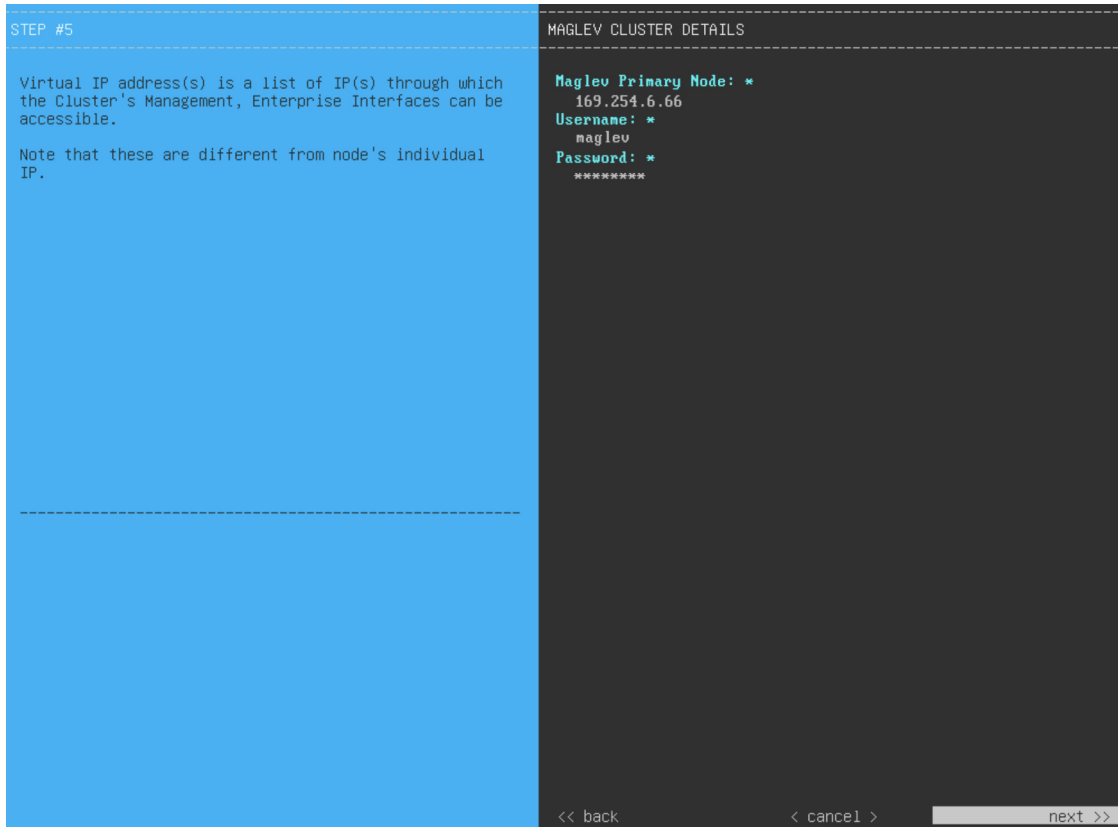 STEP #5
Virtual IP address(s) is a list of IP(s) through which
the Cluster's Management, Enterprise Interfaces can be
accessible.
Note that these are different from node's individual
IP.
MAGLEV CLUSTER DETAILS
Maglev Primary Node: *
169.254.6.66
Username: *
maglev
Password: *
********
<< back < cancel > next >>